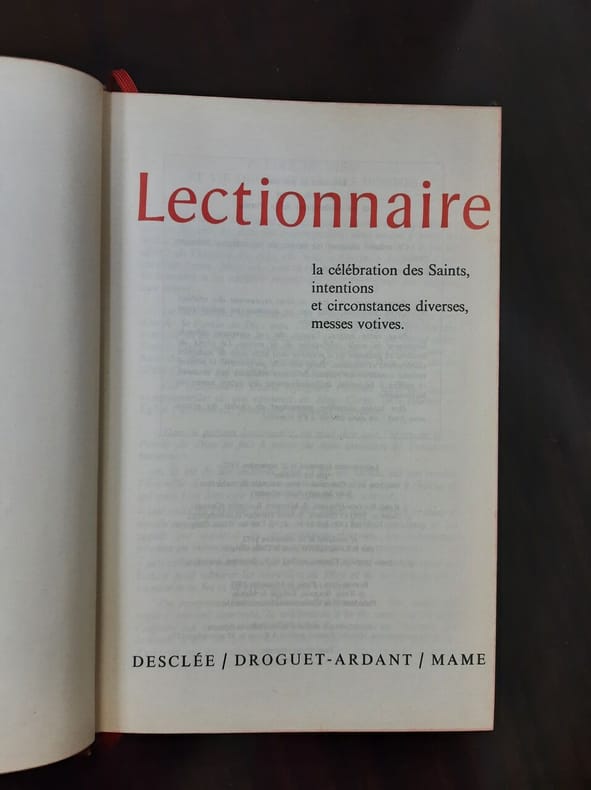 Lectionnaire
la célébration des Saints,
intentions
et circonstances diverses,
messes votives.
DESCLÉE / DROGUET-ARDANT / MAME